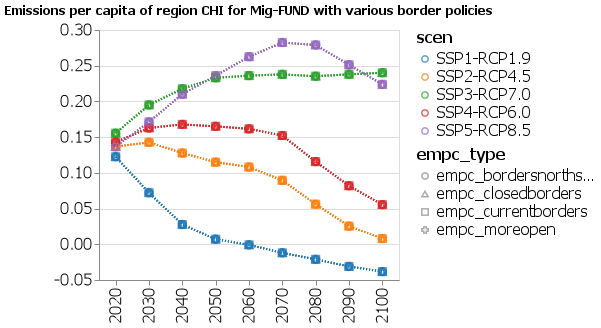 Emissions per capita of region CHI for Mig-FUND with various border policies
0.30
0.25
0.20
0.15
0.10
0.05
0.00
-0.05
2020 2030 2040 2050 2060 2070 2080 2090 2100
scen
SSP1-RCP1.9
SSP2-RCP4.5
SSP3-RCP7.0
SSP4-RCP6.0
SSP5-RCP8.5
empc_type
empc_bordersnorths...
empc_closedborders
empc_currentborders
empc_moreopen